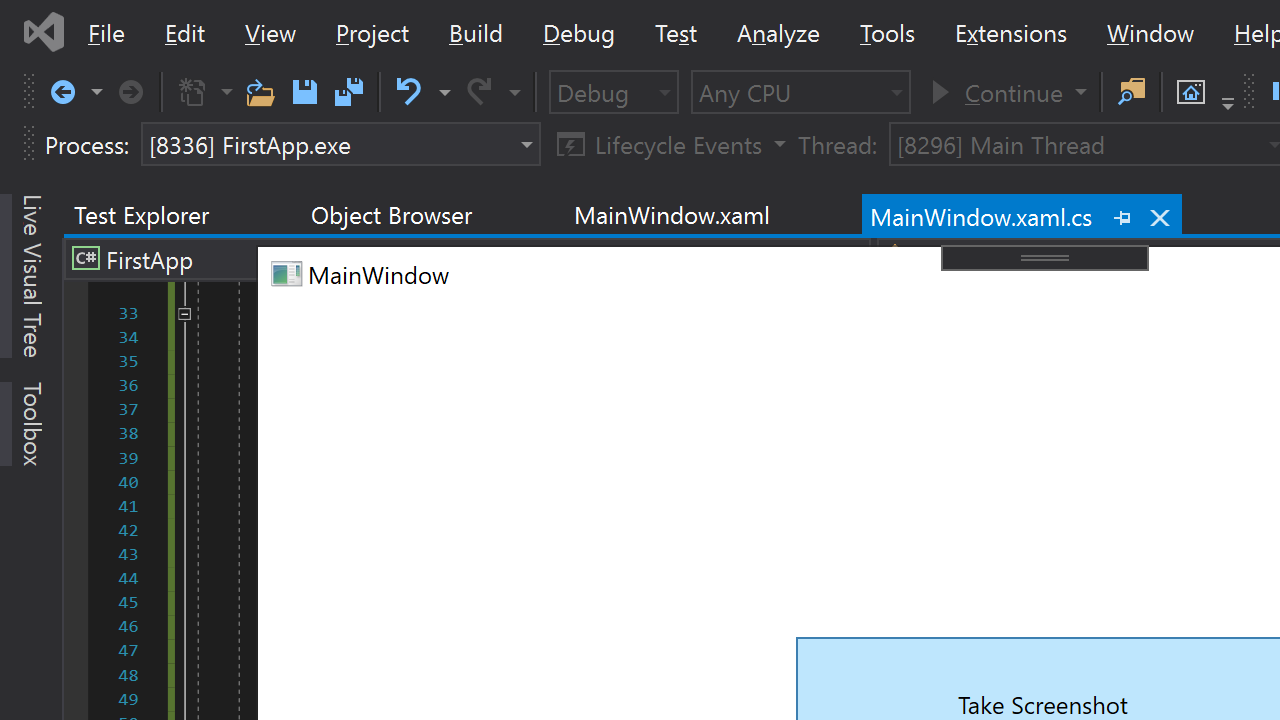 File Edit View Project Build Debug Test Analyze Tools Extensions Window Help
Debug Any CPU Continue
Process: [8336] FirstApp.exe Lifecycle Events Thread: [8296] Main Thread
Live Visual Tree
Toolbox
Test Explorer Object Browser MainWindow.xaml MainWindow.xaml.cs
C# FirstApp
MainWindow
33
34
35
36
37
38
39
40
41
42
43
44
45
46
47
48
49
Take Screenshot